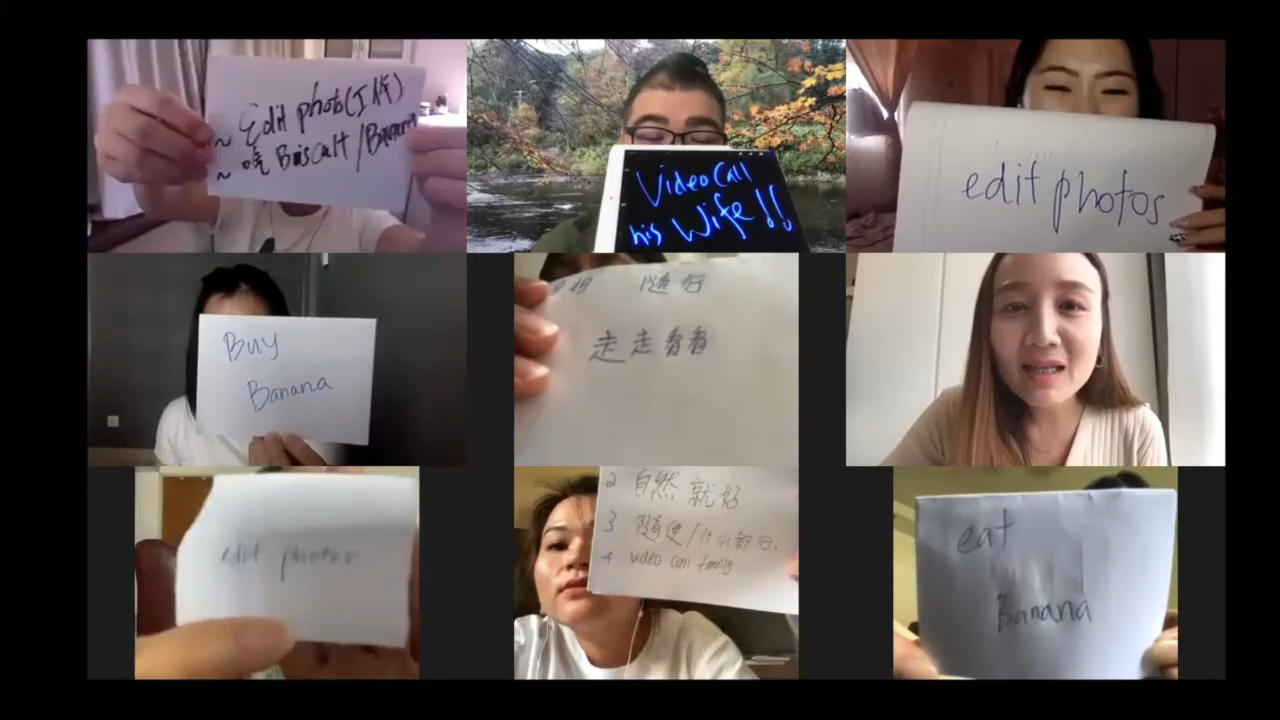 ~ Edit photo(工作)
~ 吃 Biscuit / Banana
Video Call
his Wife!!
edit photos
Buy
Banana
随行
走走看看
edit photos
2 自然就好
3 随便/什么都行.
4 video call family
eat
Banana